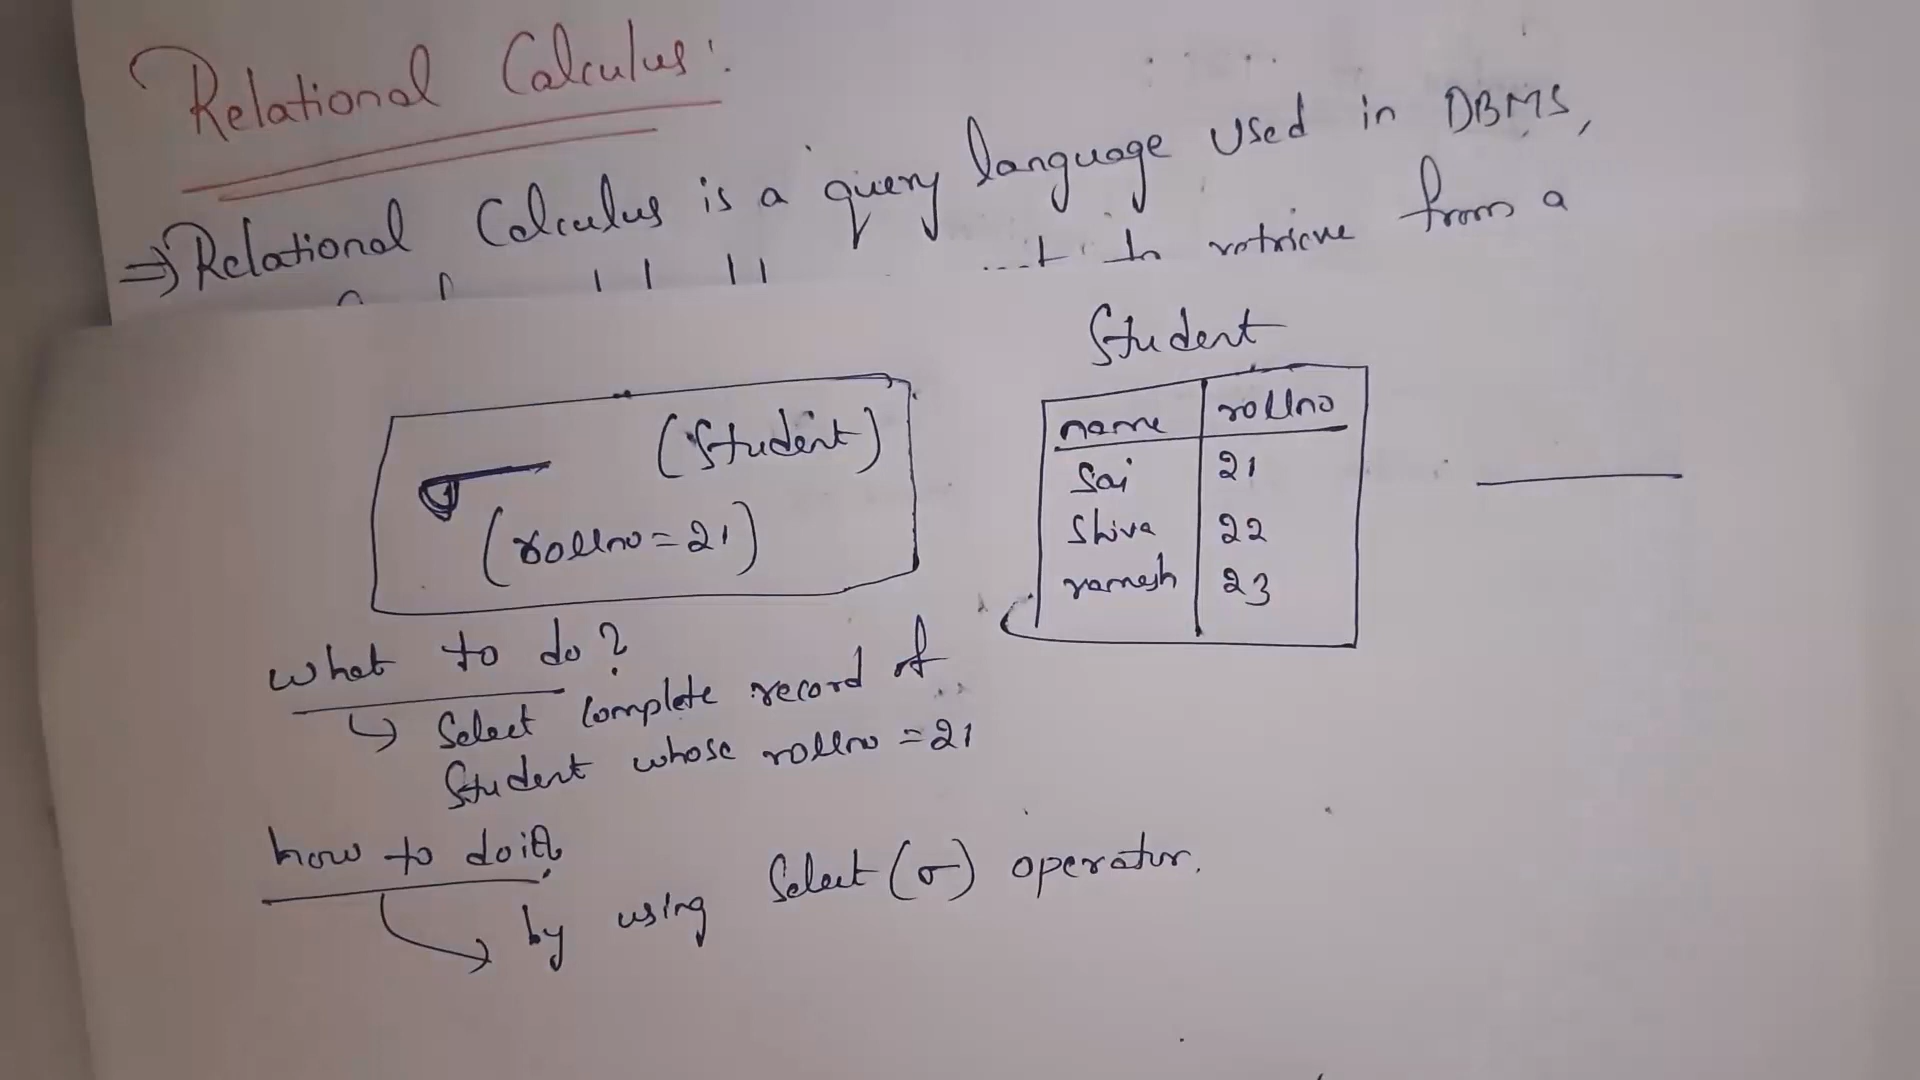 Relational Calculus:
⇒ Relational Calculus is a query language used in DBMS,
to retrieve from a
Student
name rollno
Sai 21
Shiva 22
ramesh 23
σ (Student)
(rollno = 21)
What to do?
↳ Select complete record of
Student whose rollno = 21
how to do it?
by using Select (σ) operator.